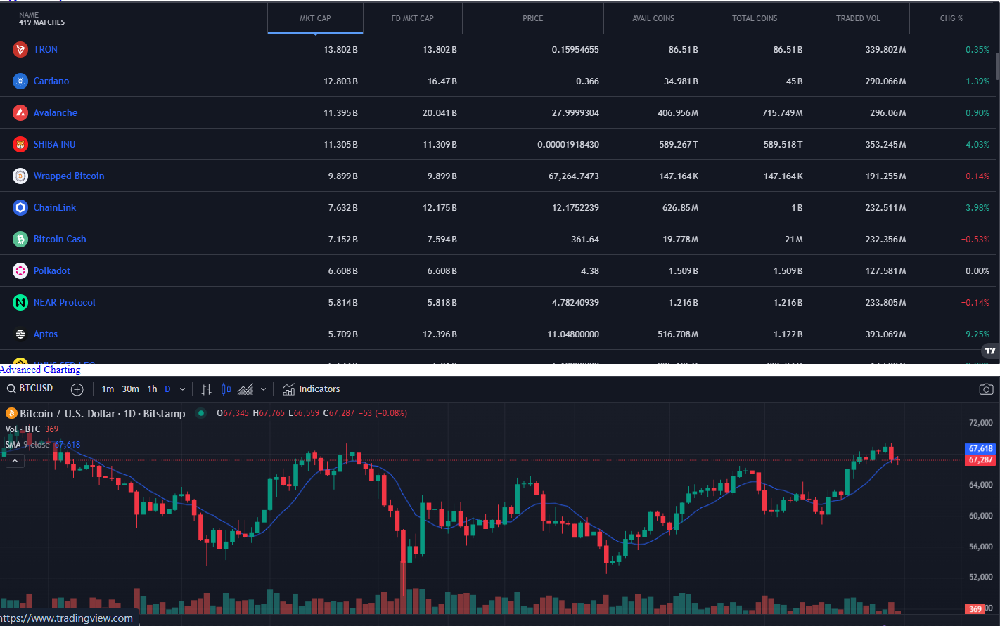 NAME
419 MATCHES
MKT CAP FD MKT CAP PRICE AVAIL COINS TOTAL COINS TRADED VOL CHG %
TRON 13.802 B 13.802 B 0.15954655 86.51 B 86.51 B 339.802 M 0.35%
Cardano 12.803 B 16.47 B 0.366 34.981 B 45 B 290.066 M 1.39%
Avalanche 11.395 B 20.041 B 27.9999304 406.956 M 715.749 M 296.06 M 0.90%
SHIBA INU 11.305 B 11.309 B 0.00001918430 589.267 T 589.518 T 353.245 M 4.03%
Wrapped Bitcoin 9.899 B 9.899 B 67,264.7473 147.164 K 147.164 K 191.255 M −0.14%
ChainLink 7.632 B 12.175 B 12.1752239 626.85 M 1 B 232.511 M 3.98%
Bitcoin Cash 7.152 B 7.594 B 361.64 19.778 M 21 M 232.356 M −0.53%
Polkadot 6.608 B 6.608 B 4.38 1.509 B 1.509 B 127.581 M 0.00%
NEAR Protocol 5.814 B 5.818 B 4.78240939 1.216 B 1.216 B 233.805 M −0.14%
Aptos 5.709 B 12.396 B 11.04800000 516.708 M 1.122 B 393.069 M 9.25%
Advanced Charting
BTCUSD 1m 30m 1h D Indicators
Bitcoin / U.S. Dollar · 1D · Bitstamp O67,345 H67,765 L66,559 C67,287 −53 (−0.08%)
72,000
Vol · BTC 369
SMA 9 close 67,618
67,618
67,287
64,000
60,000
56,000
52,000
369
https://www.tradingview.com